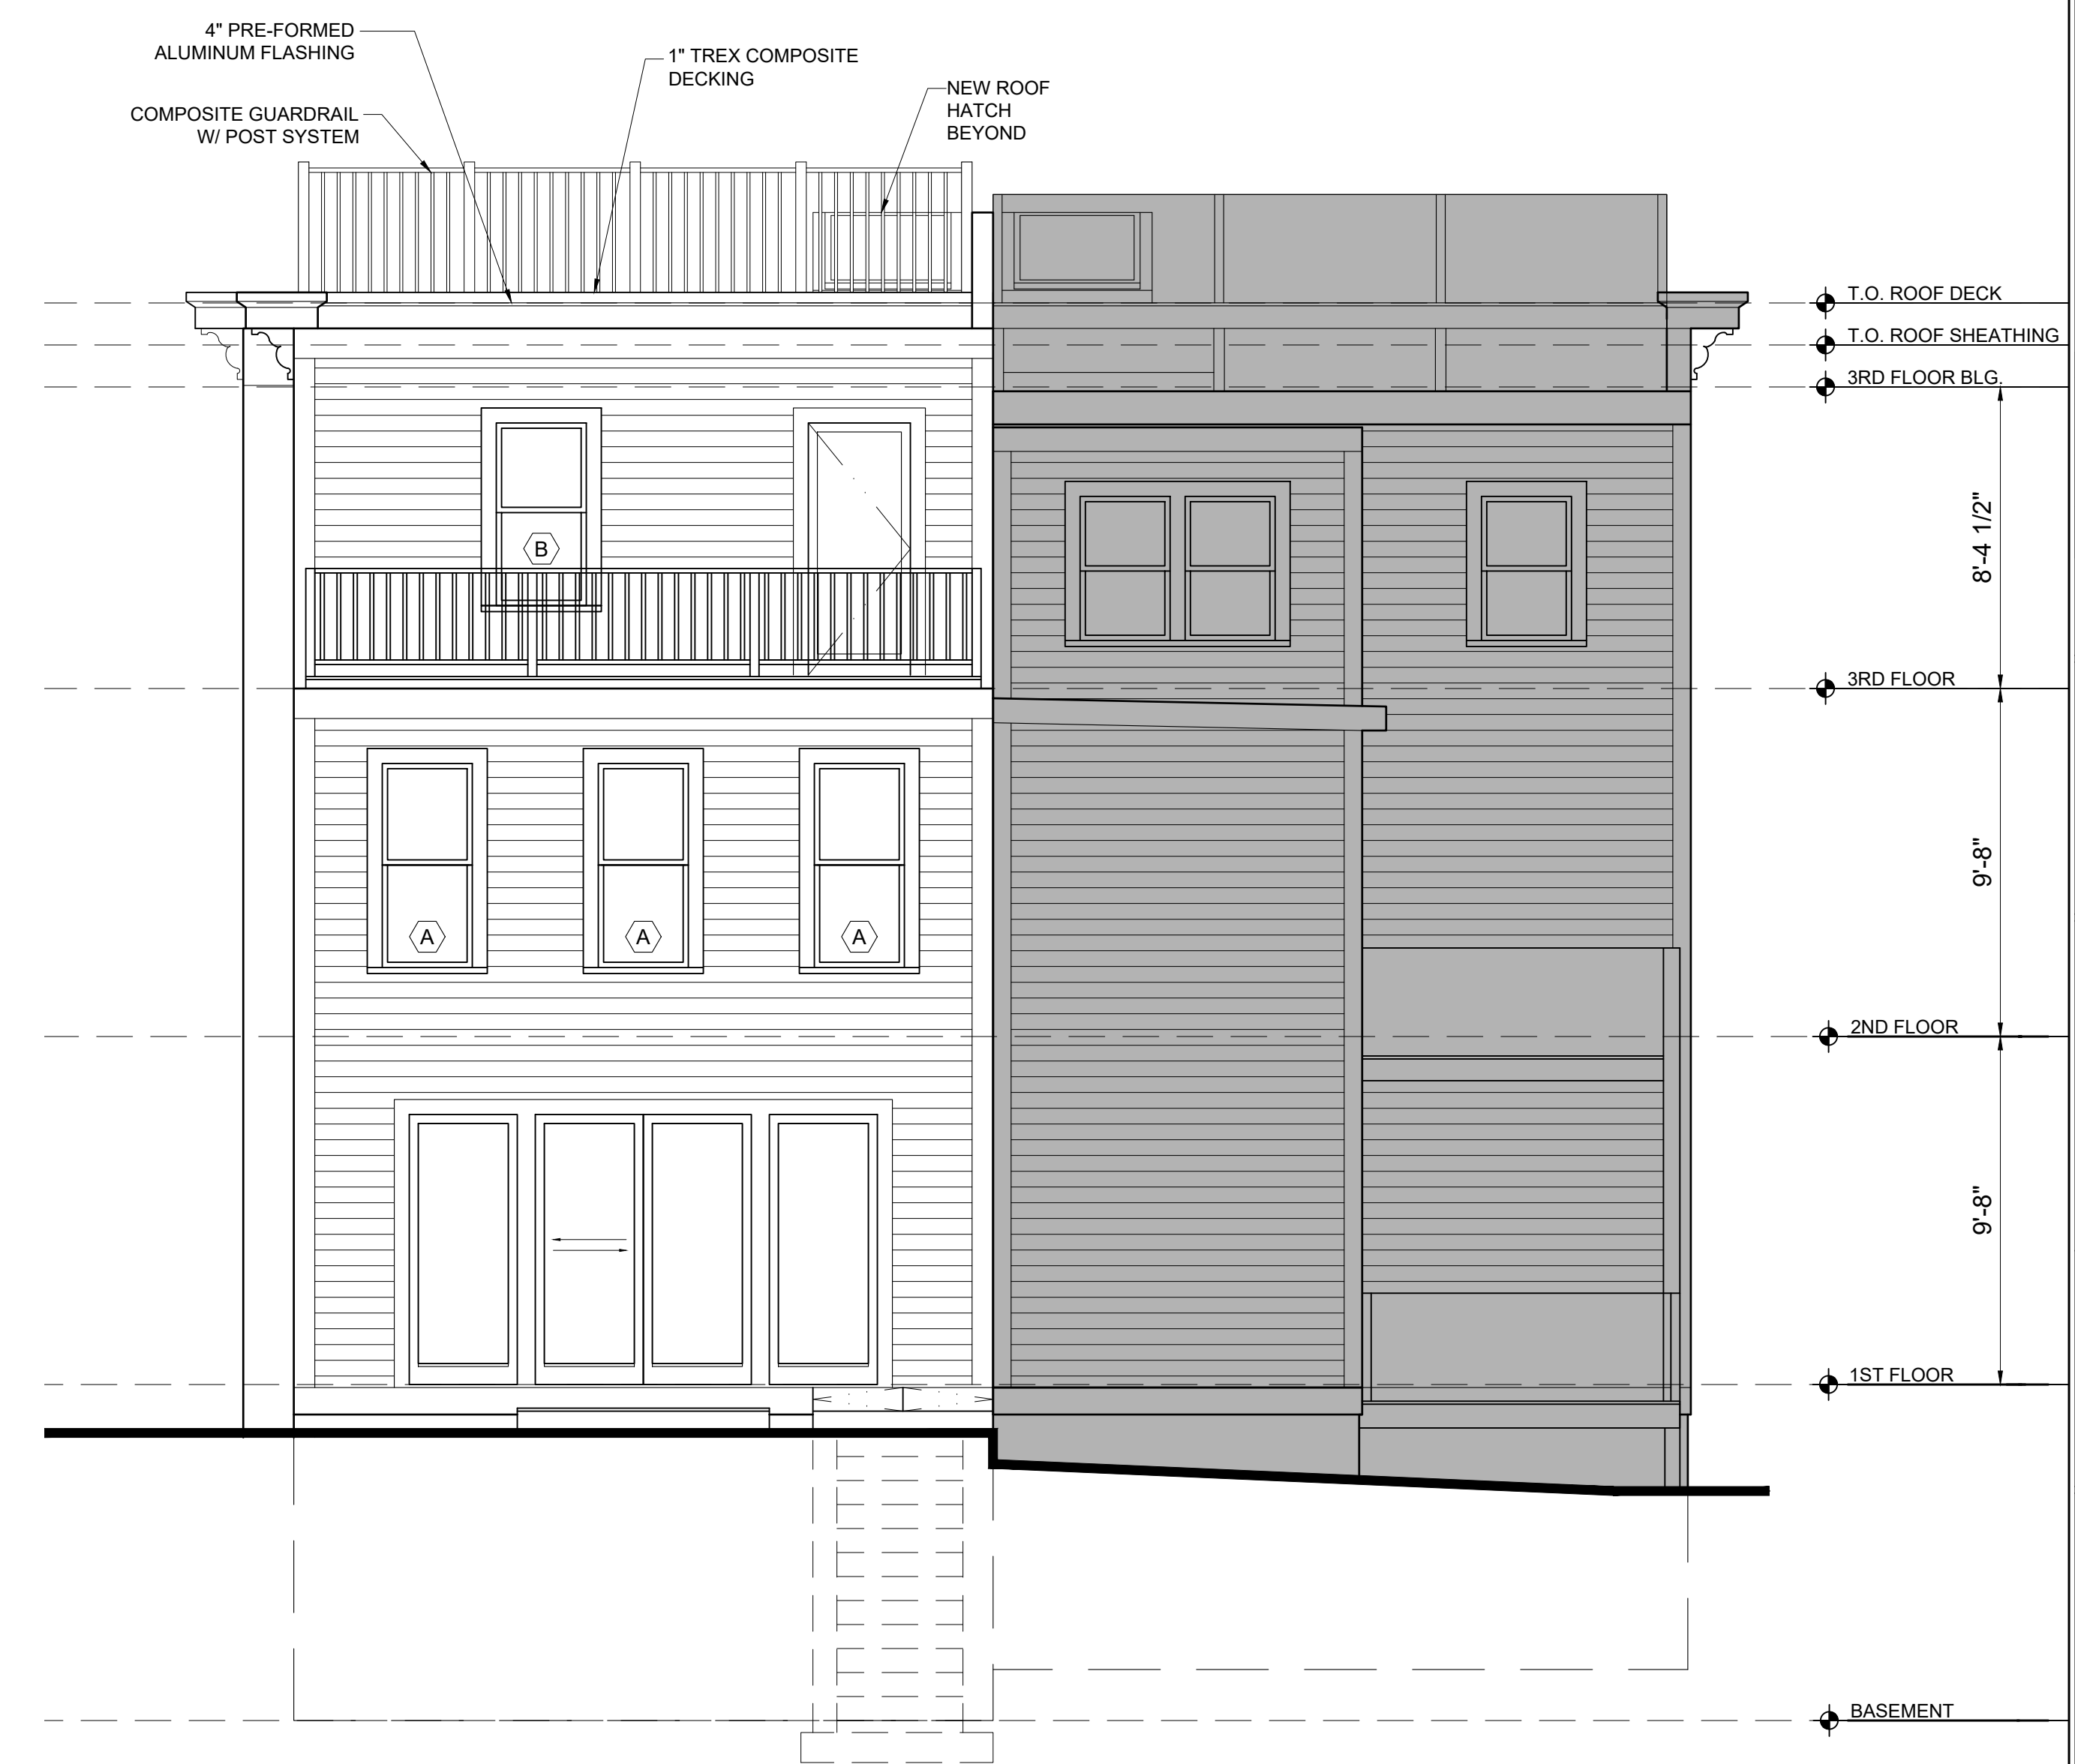 4" PRE-FORMED
ALUMINUM FLASHING
1" TREX COMPOSITE
DECKING
NEW ROOF
HATCH
BEYOND
COMPOSITE GUARDRAIL
W/ POST SYSTEM
T.O. ROOF DECK
T.O. ROOF SHEATHING
3RD FLOOR BLG.
8'-4 1/2"
B
3RD FLOOR
9'-8"
A
A
A
2ND FLOOR
9'-8"
1ST FLOOR
BASEMENT